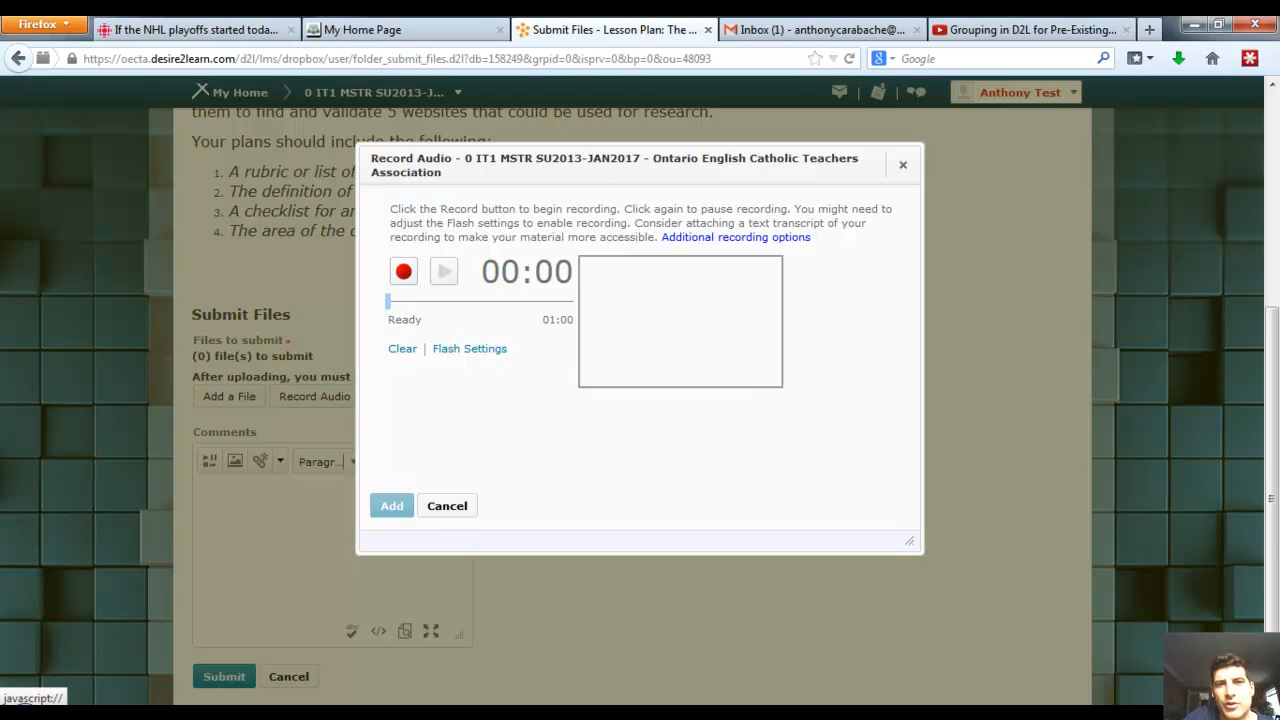 Firefox
If the NHL playoffs started toda...
My Home Page
Submit Files - Lesson Plan: The ...
Inbox (1) - anthonycarabache@...
Grouping in D2L for Pre-Existing...
https://oecta.desire2learn.com/d2l/lms/dropbox/user/folder_submit_files.d2l?db=158249&grpid=0&isprv=0&bp=0&ou=48093
Google
My Home
0 IT1 MSTR SU2013-J...
Anthony Test
them to find and validate 5 websites that could be used for research.
Your plans should include the following:
1. A rubric or list of
2. The definition of
3. A checklist for
4. The area of the
Record Audio - 0 IT1 MSTR SU2013-JAN2017 - Ontario English Catholic Teachers
Association
Click the Record button to begin recording. Click again to pause recording. You might need to
adjust the Flash settings to enable recording. Consider attaching a text transcript of your
recording to make your material more accessible. Additional recording options
00:00
Ready 01:00
Clear | Flash Settings
Add Cancel
Submit Files
Files to submit
(0) file(s) to submit
After uploading, you must
Add a File Record Audio
Comments
Paragr...
Submit Cancel
javascript://